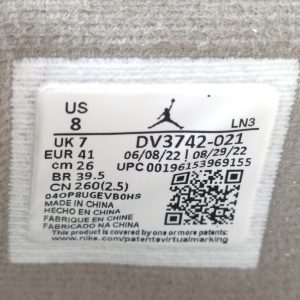 US
8
LN3
UK 7 DV3742-021
EUR 41 06/08/22 | 08/29/22
cm 26 UPC 00196153969155
BR 39.5
CN 260(2.5)
04OP8UGEVB0HS
MADE IN CHINA
HECHO EN CHINA
FABRIQUE EN CHINE
FABRICADO NA CHINA
This product is covered by one or more patents.
www.nike.com/patentsvirtualmarking